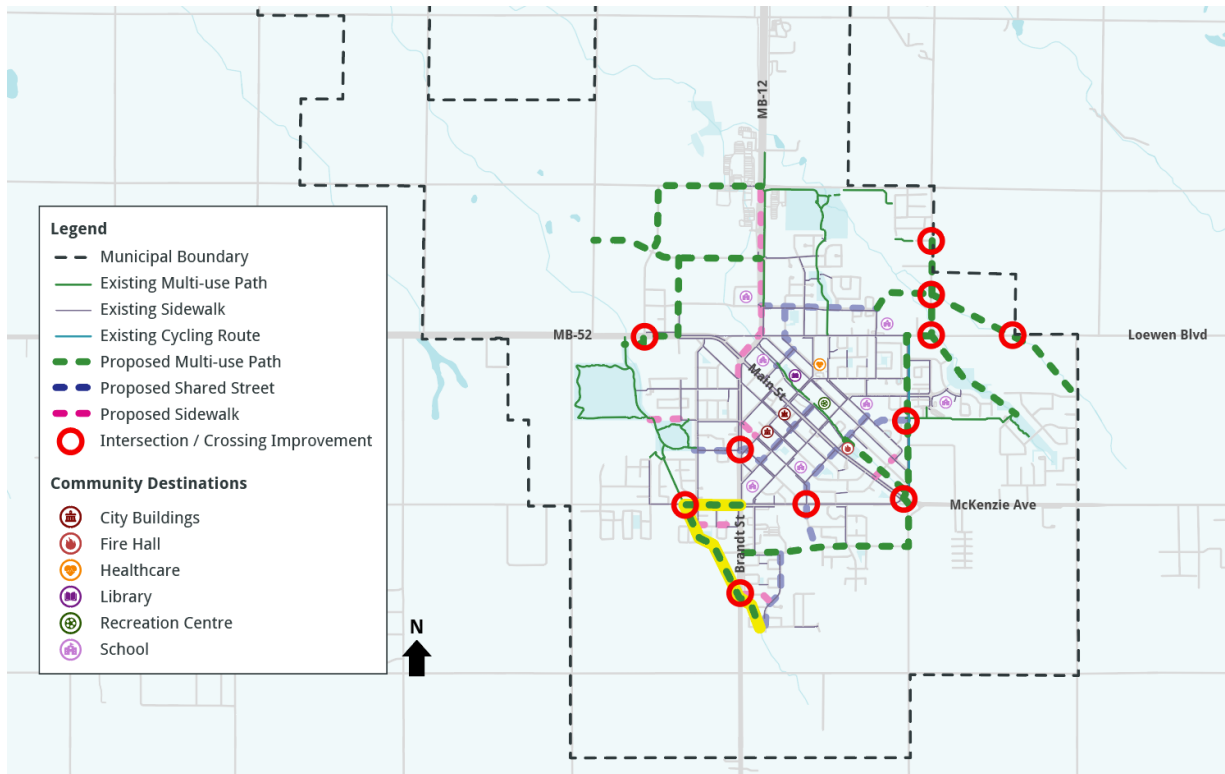 MB-12
Legend
Municipal Boundary
Existing Multi-use Path
Existing Sidewalk
Existing Cycling Route
Proposed Multi-use Path
Proposed Shared Street
Proposed Sidewalk
Intersection / Crossing Improvement
Community Destinations
City Buildings
Fire Hall
Healthcare
Library
Recreation Centre
School
N
MB-52
Loewen Blvd
Main St
McKenzie Ave
Brandt St